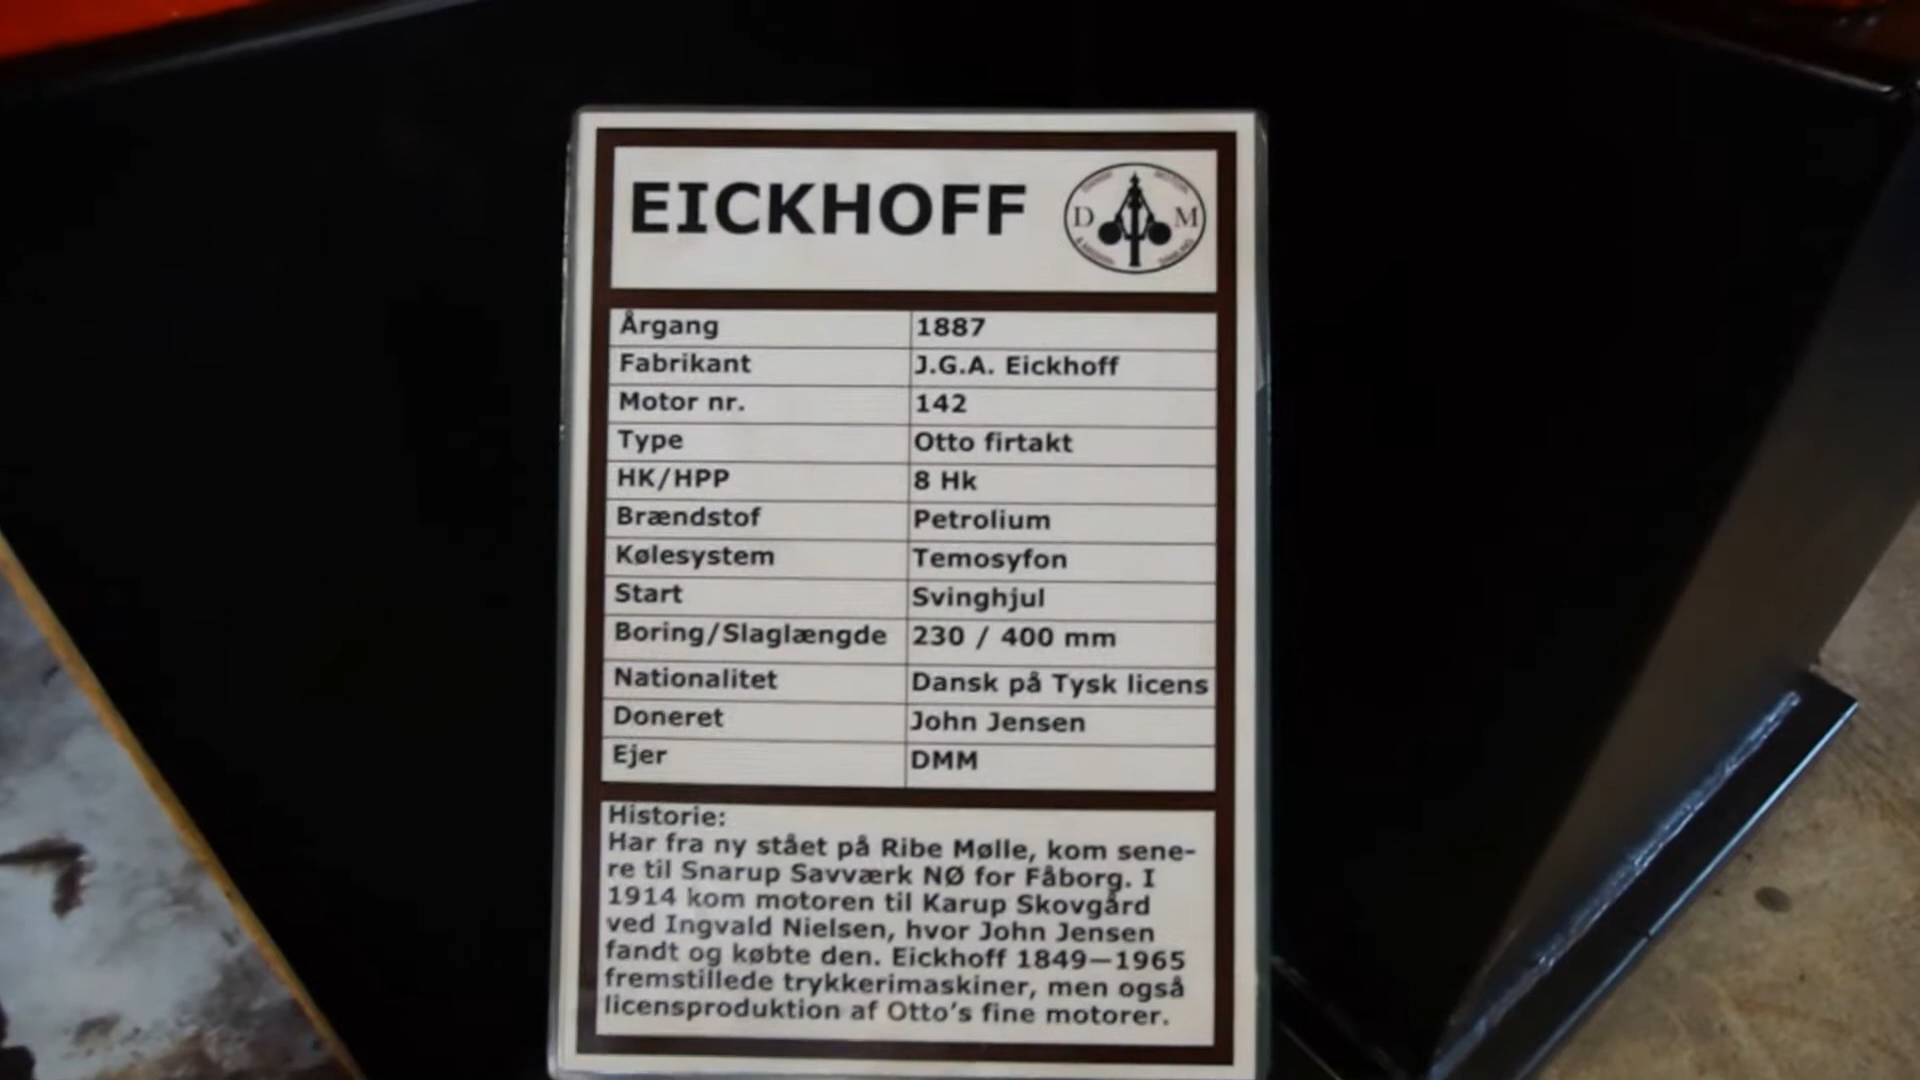 EICKHOFF
D M
Årgang 1887
Fabrikant J.G.A. Eickhoff
Motor nr. 142
Type Otto firtakt
HK/HPP 8 Hk
Brændstof Petrolium
Kølesystem Temosyfon
Start Svinghjul
Boring/Slaglængde 230 / 400 mm
Nationalitet Dansk på Tysk licens
Doneret John Jensen
Ejer DMM
Historie:
Har fra ny stået på Ribe Mølle, kom sene-
re til Snarup Savværk NØ for Fåborg. I
1914 kom motoren til Karup Skovgård
ved Ingvald Nielsen, hvor John Jensen
fandt og købte den. Eickhoff 1849—1965
fremstillede trykkerimaskiner, men også
licensproduktion af Otto's fine motorer.